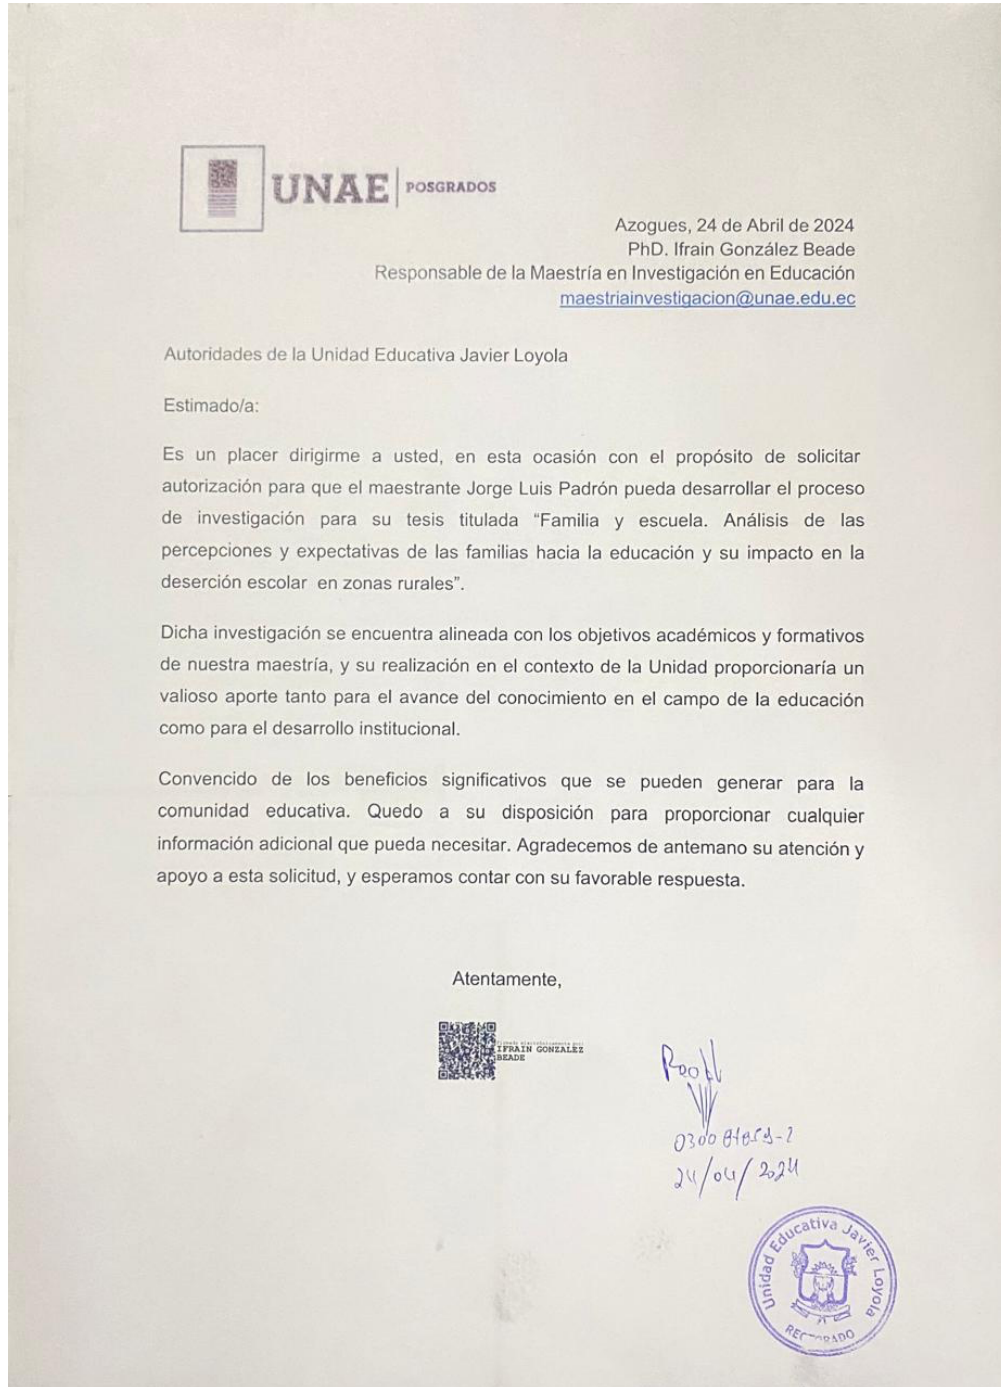 UNAE
POSGRADOS
Azogues, 24 de Abril de 2024
PhD. Ifrain González Beade
Responsable de la Maestría en Investigación en Educación
maestriainvestigacion@unae.edu.ec
Autoridades de la Unidad Educativa Javier Loyola
Estimado/a:
Es un placer dirigirme a usted, en esta ocasión con el propósito de solicitar
autorización para que el maestrante Jorge Luis Padrón pueda desarrollar el proceso
de investigación para su tesis titulada “Familia y escuela. Análisis de las
percepciones y expectativas de las familias hacia la educación y su impacto en la
deserción escolar en zonas rurales”.
Dicha investigación se encuentra alineada con los objetivos académicos y formativos
de nuestra maestría, y su realización en el contexto de la Unidad proporcionaría un
valioso aporte tanto para el avance del conocimiento en el campo de la educación
como para el desarrollo institucional.
Convencido de los beneficios significativos que se pueden generar para la
comunidad educativa. Quedo a su disposición para proporcionar cualquier
información adicional que pueda necesitar. Agradecemos de antemano su atención y
apoyo a esta solicitud, y esperamos contar con su favorable respuesta.
Atentamente,
Firmado electrónicamente por:
IFRAIN GONZALEZ
BEADE
24/04/2024
Unidad Educativa Javier Loyola
RECTORADO